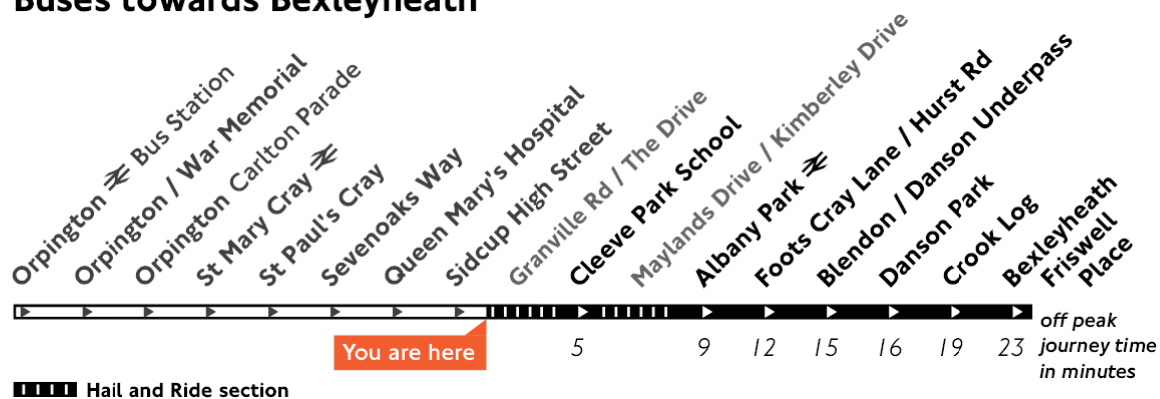 Buses towards Bexleyheath
Orpington Bus Station
Orpington / War Memorial
Orpington Carlton Parade
St Mary Cray
St Paul's Cray
Sevenoaks Way
Queen Mary's Hospital
Sidcup High Street
Granville Rd / The Drive
Cleeve Park School
Maylands Drive / Kimberley Drive
Albany Park
Foots Cray Lane / Hurst Rd
Blendon / Danson Underpass
Danson Park
Crook Log
Bexleyheath
Friswell
Place
You are here
5 9 12 15 16 19 23
off peak
journey time
in minutes
Hail and Ride section